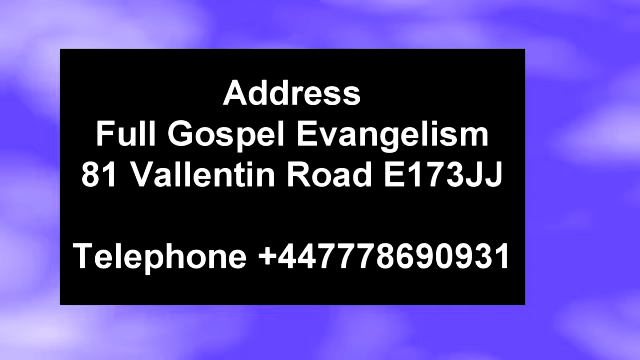 Address
Full Gospel Evangelism
81 Vallentin Road E173JJ
Telephone +447778690931